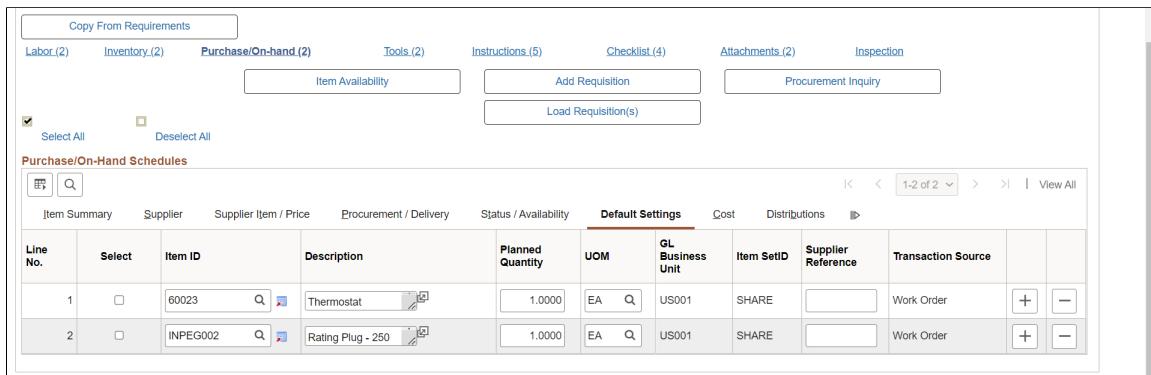 Copy From Requirements
Labor (2) Inventory (2) Purchase/On-hand (2) Tools (2) Instructions (5) Checklist (4) Attachments (2) Inspection
Item Availability Add Requisition Procurement Inquiry
Load Requisition(s)
Select All Deselect All
Purchase/On-Hand Schedules
1-2 of 2 View All
Item Summary Supplier Supplier Item / Price Procurement / Delivery Status / Availability Default Settings Cost Distributions
Line No. Select Item ID Description Planned Quantity UOM GL Business Unit Item SetID Supplier Reference Transaction Source
1 60023 Thermostat 1.0000 EA US001 SHARE Work Order
2 INPEG002 Rating Plug - 250 1.0000 EA US001 SHARE Work Order